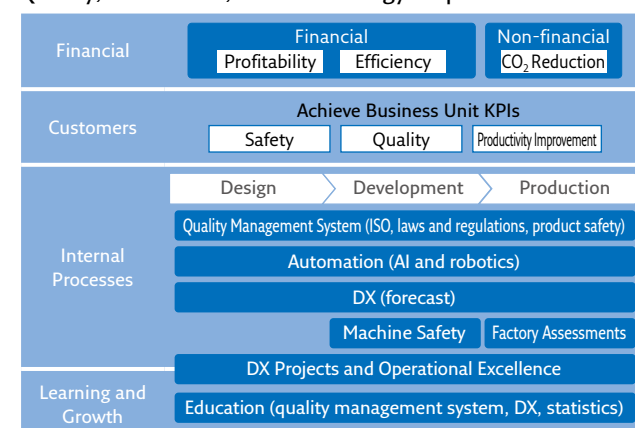 Financial
Financial
Profitability
Efficiency
Non-financial
CO₂ Reduction
Customers
Achieve Business Unit KPIs
Safety
Quality
Productivity Improvement
Internal
Processes
Design
Development
Production
Quality Management System (ISO, laws and regulations, product safety)
Automation (AI and robotics)
DX (forecast)
Machine Safety
Factory Assessments
DX Projects and Operational Excellence
Learning and
Growth
Education (quality management system, DX, statistics)